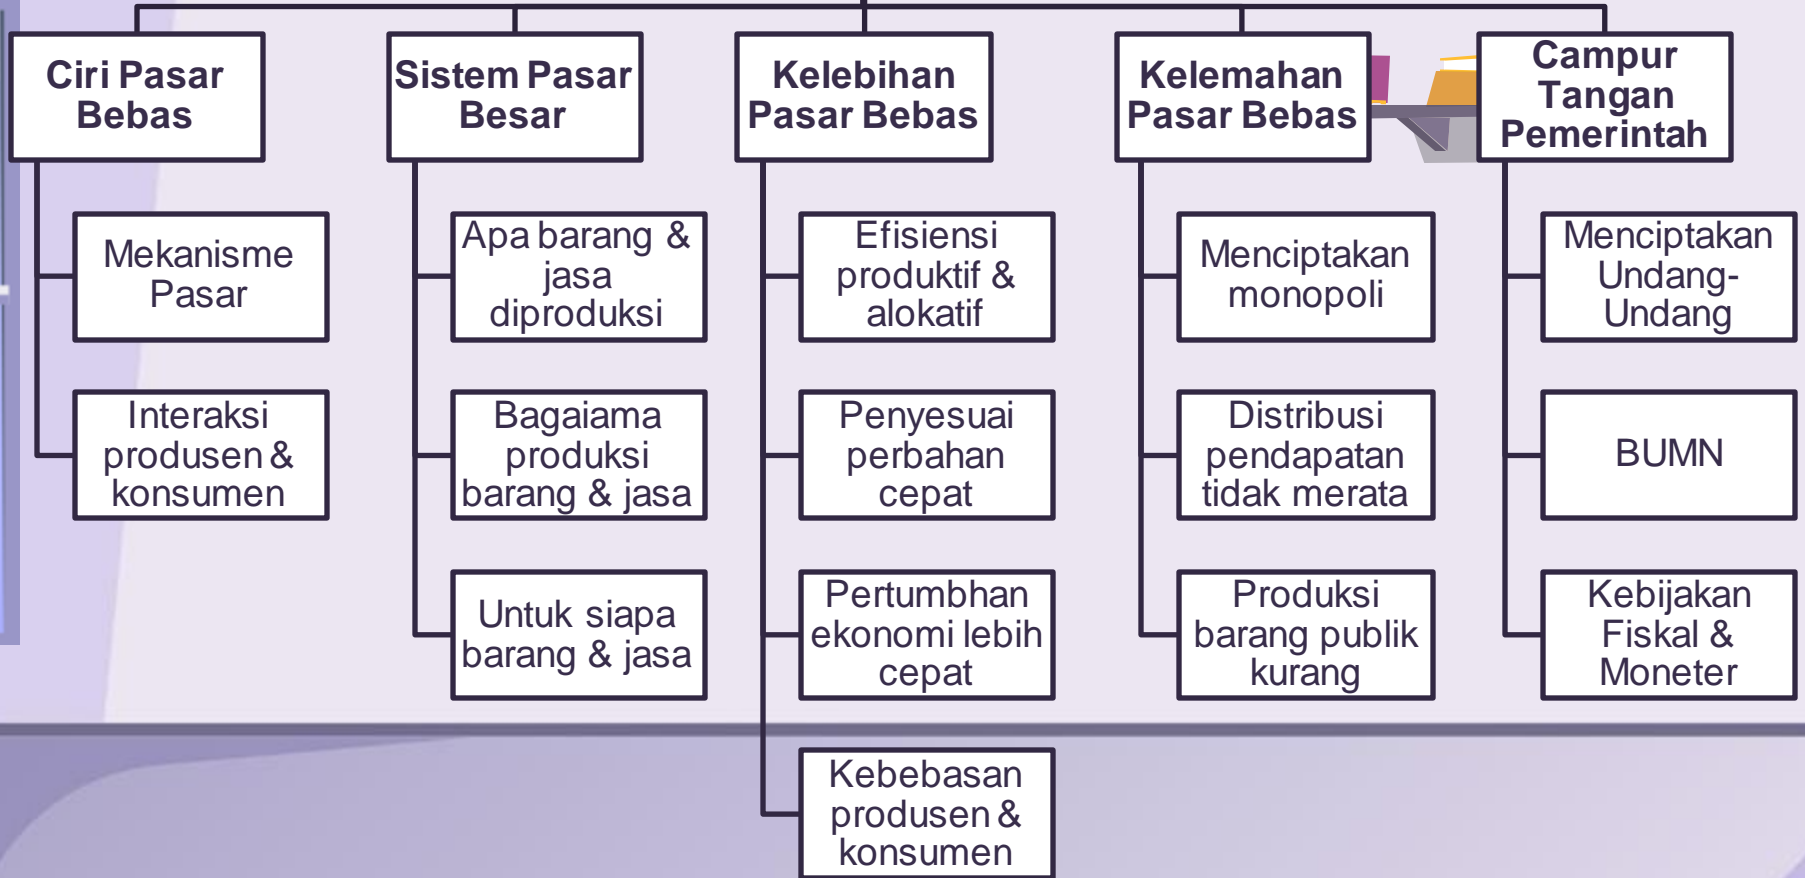 Ciri Pasar
Bebas
Mekanisme
Pasar
Interaksi
produsen &
konsumen
Sistem Pasar
Besar
Apa barang &
jasa
diproduksi
Bagaiama
produksi
barang & jasa
Untuk siapa
barang & jasa
Kelebihan
Pasar Bebas
Efisiensi
produktif &
alokatif
Penyesuai
perbahan
cepat
Pertumbhan
ekonomi lebih
cepat
Kebebasan
produsen &
konsumen
Kelemahan
Pasar Bebas
Menciptakan
monopoli
Distribusi
pendapatan
tidak merata
Produksi
barang publik
kurang
Campur
Tangan
Pemerintah
Menciptakan
Undang-
Undang
BUMN
Kebijakan
Fiskal &
Moneter